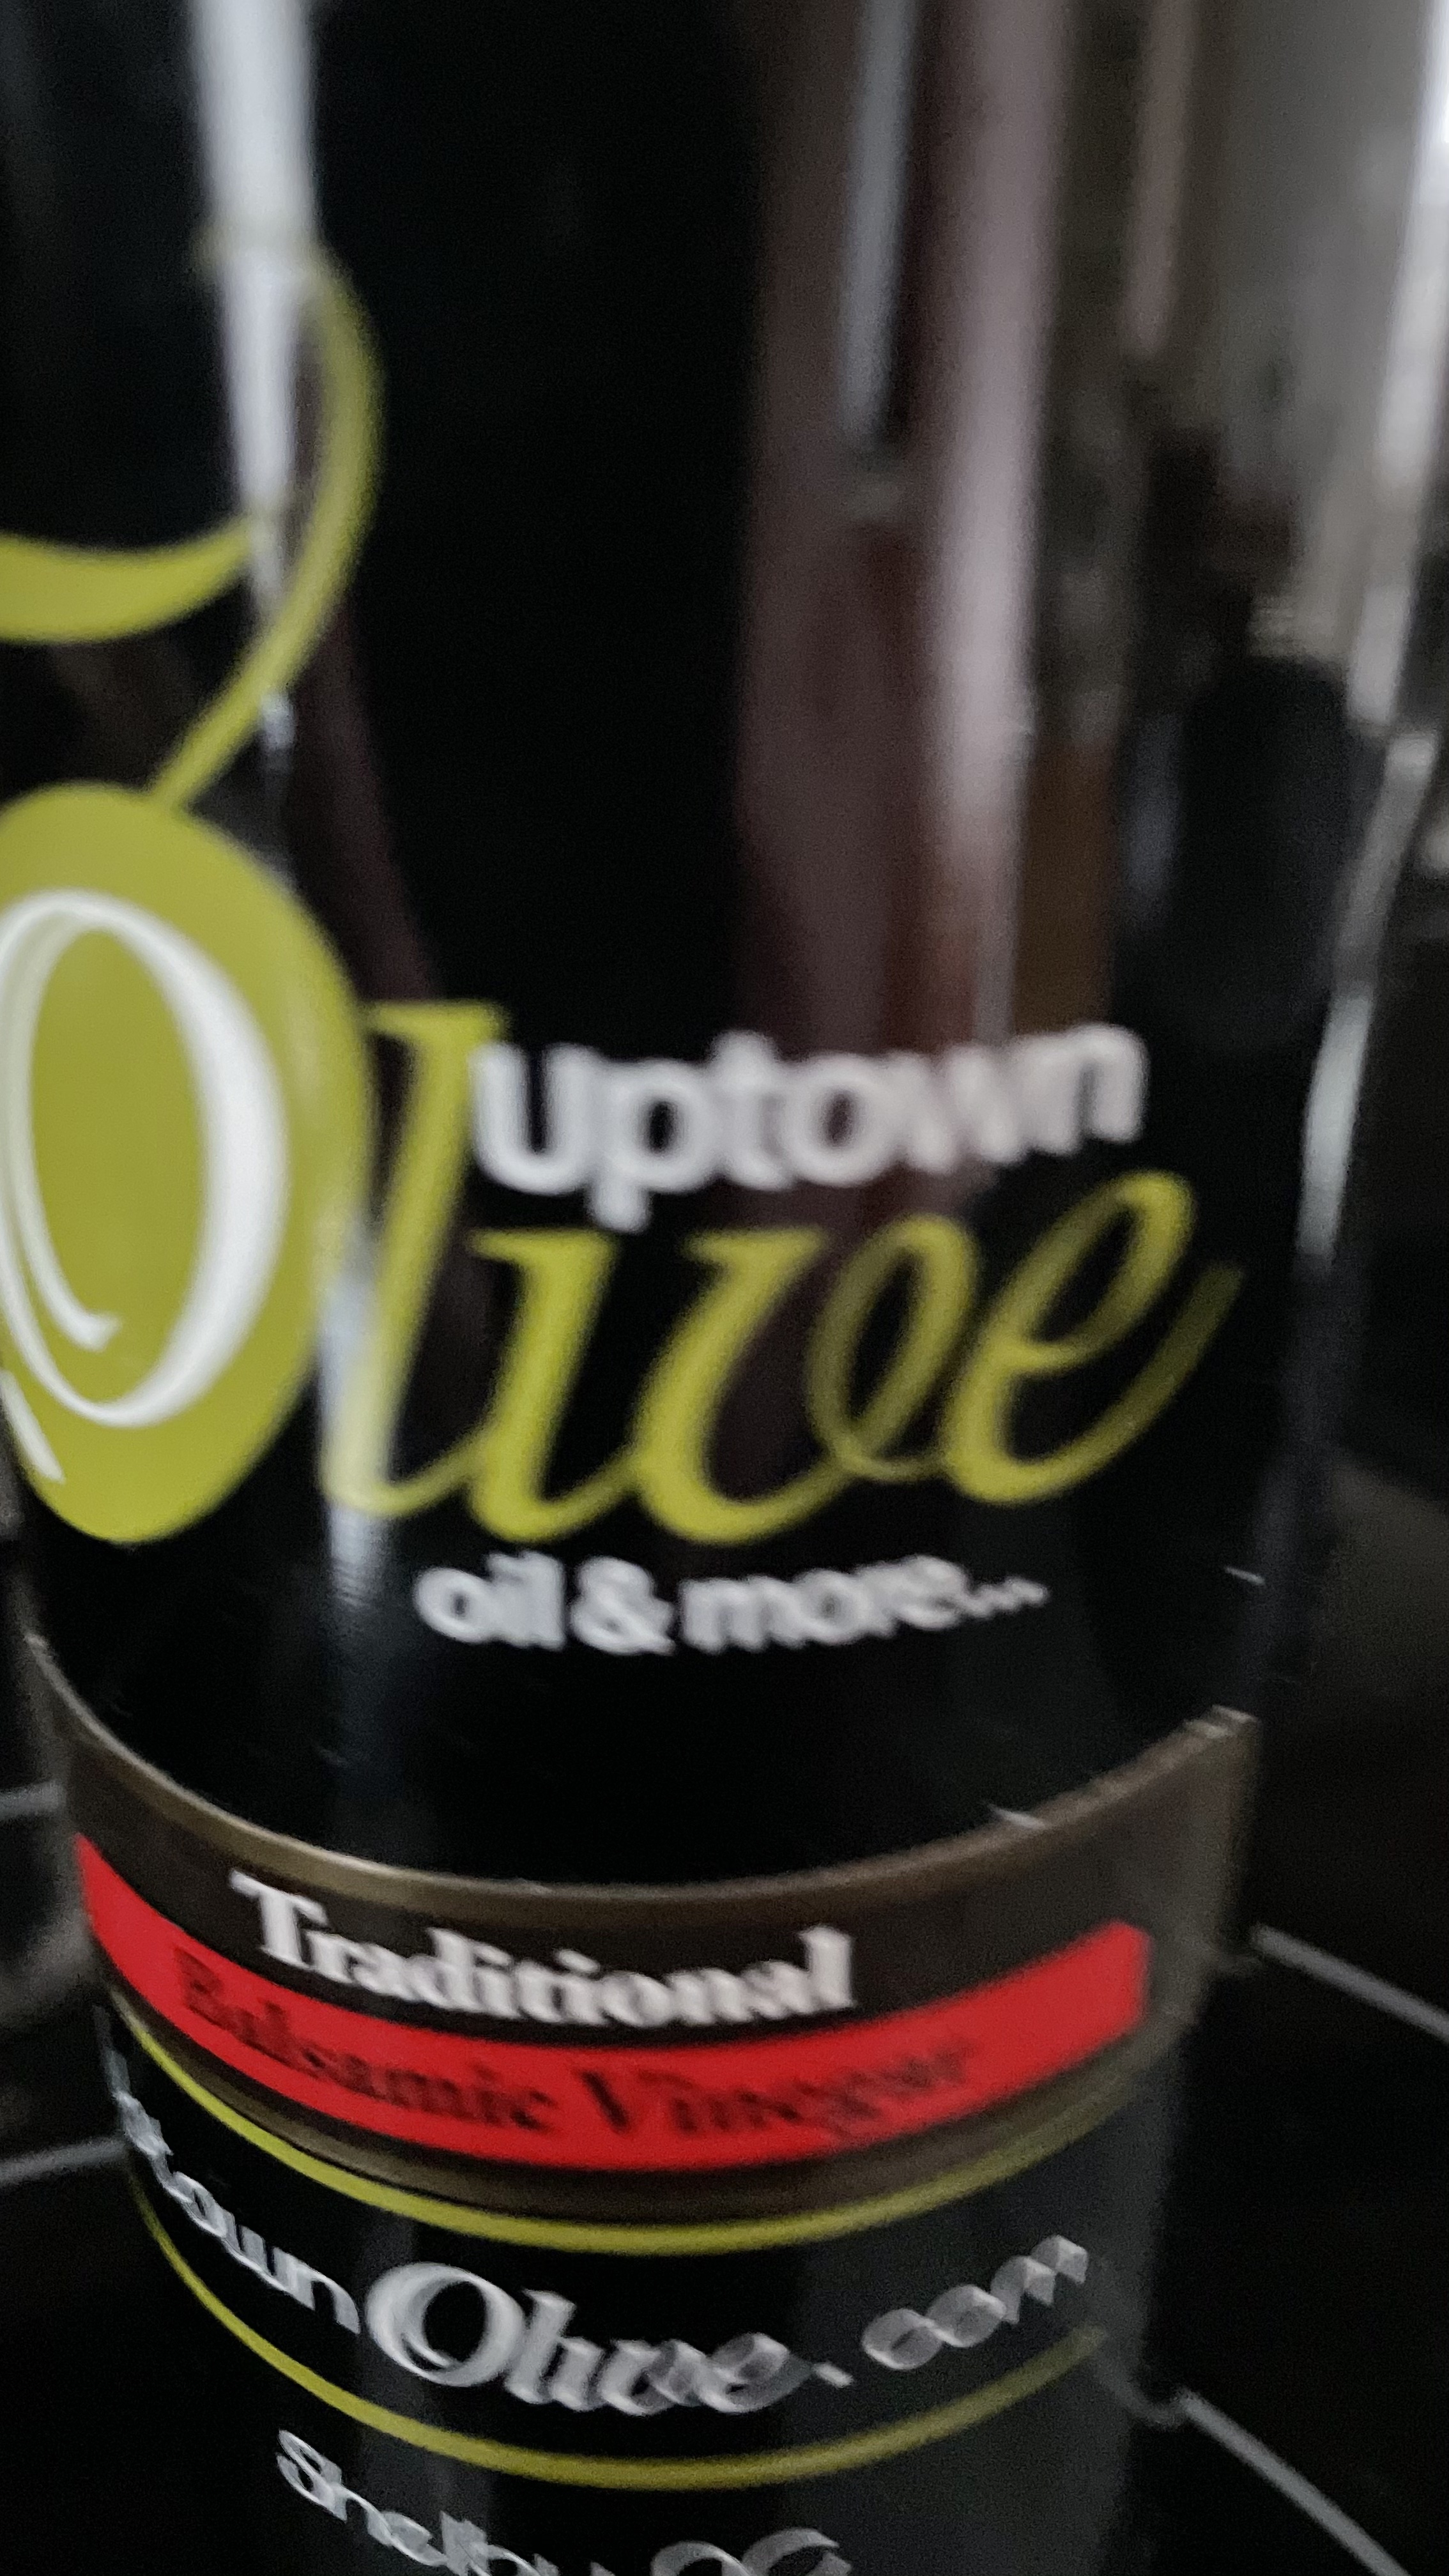 uptown
Olive
oil & more...
Traditional
Balsamic Vinegar
Olive.com